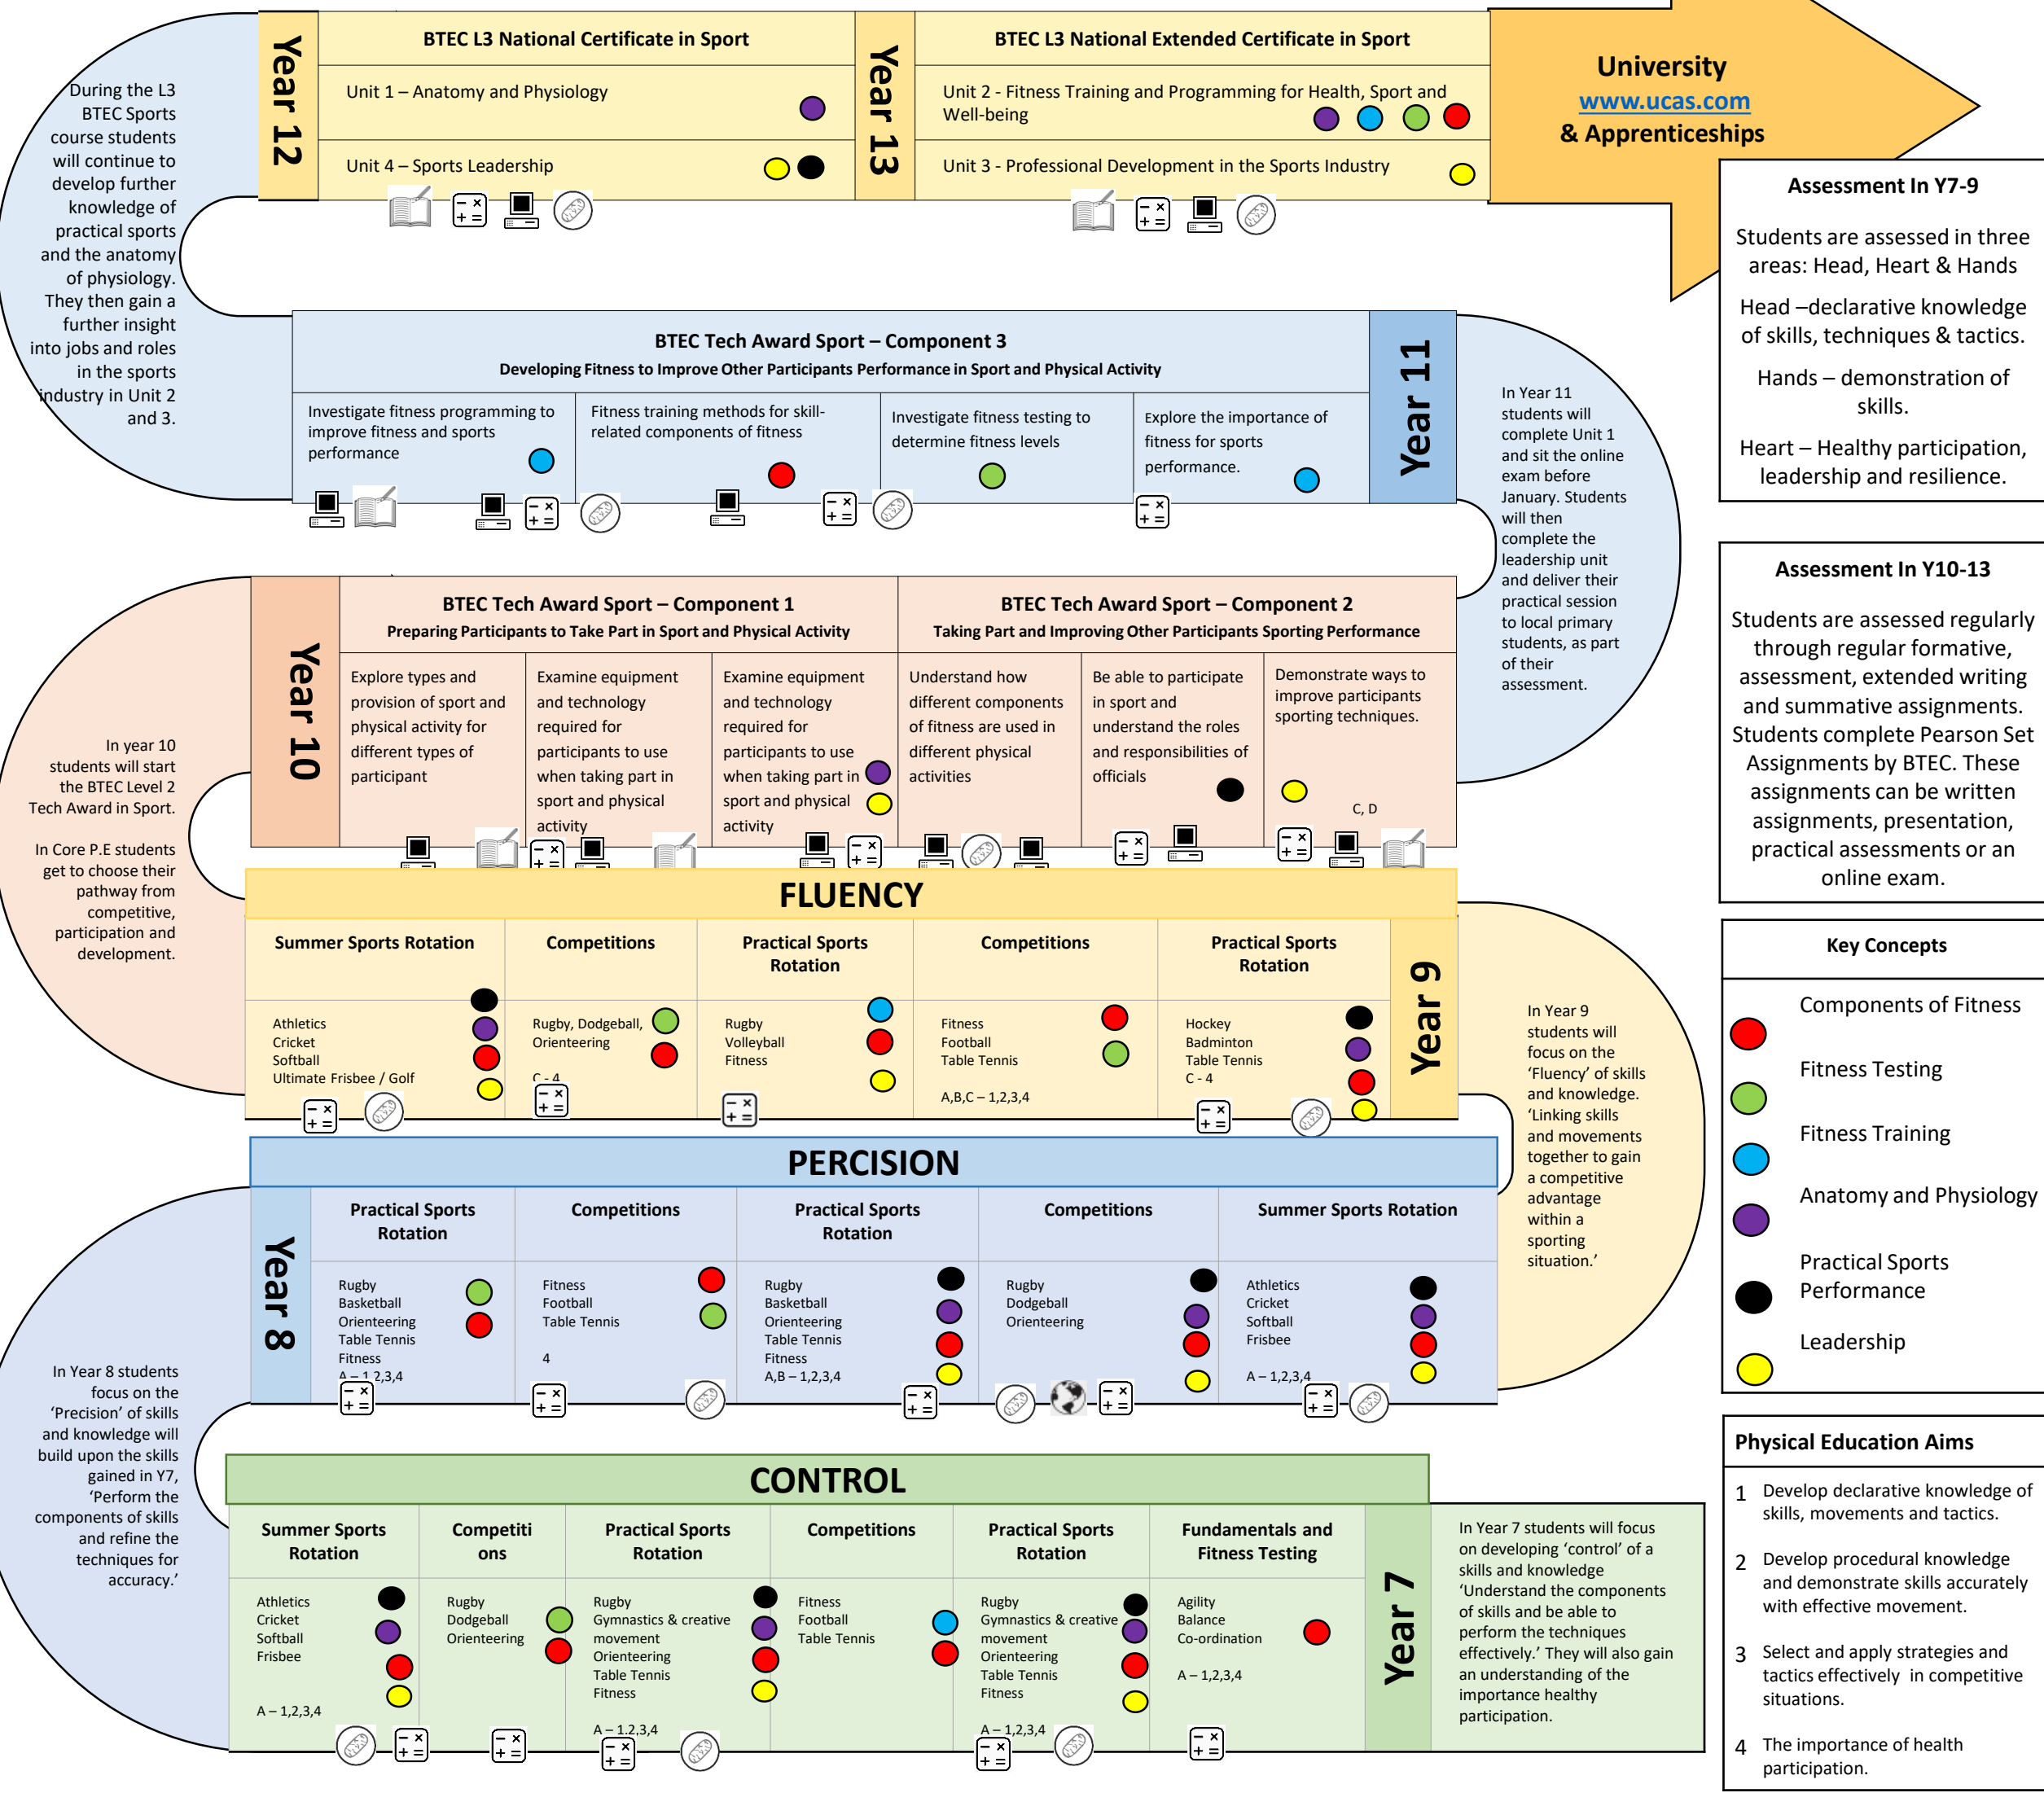 During the L3
BTEC Sports
course students
will continue to
develop further
knowledge of
practical sports
and the anatomy
of physiology.
They then gain a
further insight
into jobs and roles
in the sports
industry in Unit 2
and 3.
Year 12
BTEC L3 National Certificate in Sport
Unit 1 – Anatomy and Physiology
Unit 4 – Sports Leadership
Year 13
BTEC L3 National Extended Certificate in Sport
Unit 2 - Fitness Training and Programming for Health, Sport and
Well-being
Unit 3 - Professional Development in the Sports Industry
University
www.ucas.com
& Apprenticeships
Assessment In Y7-9
Students are assessed in three
areas: Head, Heart & Hands
Head –declarative knowledge
of skills, techniques & tactics.
Hands – demonstration of
skills.
Heart – Healthy participation,
leadership and resilience.
BTEC Tech Award Sport – Component 3
Developing Fitness to Improve Other Participants Performance in Sport and Physical Activity
Investigate fitness programming to
improve fitness and sports
performance
Fitness training methods for skill-
related components of fitness
Investigate fitness testing to
determine fitness levels
Explore the importance of
fitness for sports
performance.
Year 11
In Year 11
students will
complete Unit 1
and sit the online
exam before
January. Students
will then
complete the
leadership unit
and deliver their
practical session
to local primary
students, as part
of their
assessment.
Assessment In Y10-13
Students are assessed regularly
through regular formative,
assessment, extended writing
and summative assignments.
Students complete Pearson Set
Assignments by BTEC. These
assignments can be written
assignments, presentation,
practical assessments or an
online exam.
In year 10
students will start
the BTEC Level 2
Tech Award in Sport.
In Core P.E students
get to choose their
pathway from
competitive,
participation and
development.
Year 10
BTEC Tech Award Sport – Component 1
Preparing Participants to Take Part in Sport and Physical Activity
Explore types and
provision of sport and
physical activity for
different types of
participant
Examine equipment
and technology
required for
participants to use
when taking part in
sport and physical
activity
Examine equipment
and technology
required for
participants to use
when taking part in
sport and physical
activity
BTEC Tech Award Sport – Component 2
Taking Part and Improving Other Participants Sporting Performance
Understand how
different components
of fitness are used in
different physical
activities
Be able to participate
in sport and
understand the roles
and responsibilities of
officials
Demonstrate ways to
improve participants
sporting techniques.
C, D
FLUENCY
Summer Sports Rotation
Athletics
Cricket
Softball
Ultimate Frisbee / Golf
Competitions
Rugby, Dodgeball,
Orienteering
C - 4
Practical Sports
Rotation
Rugby
Volleyball
Fitness
Competitions
Fitness
Football
Table Tennis
A,B,C – 1,2,3,4
Practical Sports
Rotation
Hockey
Badminton
Table Tennis
C - 4
Year 9
In Year 9
students will
focus on the
‘Fluency’ of skills
and knowledge.
‘Linking skills
and movements
together to gain
a competitive
advantage
within a
sporting
situation.’
Key Concepts
Components of Fitness
Fitness Testing
Fitness Training
Anatomy and Physiology
Practical Sports
Performance
Leadership
PERCISION
Year 8
Practical Sports
Rotation
Rugby
Basketball
Orienteering
Table Tennis
Fitness
A – 1,2,3,4
Competitions
Fitness
Football
Table Tennis
4
Practical Sports
Rotation
Rugby
Basketball
Orienteering
Table Tennis
Fitness
A,B – 1,2,3,4
Competitions
Rugby
Dodgeball
Orienteering
Summer Sports Rotation
Athletics
Cricket
Softball
Frisbee
A – 1,2,3,4
In Year 8 students
focus on the
‘Precision’ of skills
and knowledge will
build upon the skills
gained in Y7,
‘Perform the
components of skills
and refine the
techniques for
accuracy.’
CONTROL
Summer Sports
Rotation
Athletics
Cricket
Softball
Frisbee
A – 1,2,3,4
Competiti
ons
Rugby
Dodgeball
Orienteering
Practical Sports
Rotation
Rugby
Gymnastics & creative
movement
Orienteering
Table Tennis
Fitness
A – 1.2,3,4
Competitions
Fitness
Football
Table Tennis
Practical Sports
Rotation
Rugby
Gymnastics & creative
movement
Orienteering
Table Tennis
Fitness
A – 1,2,3,4
Fundamentals and
Fitness Testing
Agility
Balance
Co-ordination
A – 1,2,3,4
Year 7
In Year 7 students will focus
on developing ‘control’ of a
skills and knowledge
‘Understand the components
of skills and be able to
perform the techniques
effectively.’ They will also gain
an understanding of the
importance healthy
participation.
Physical Education Aims
1 Develop declarative knowledge of
skills, movements and tactics.
2 Develop procedural knowledge
and demonstrate skills accurately
with effective movement.
3 Select and apply strategies and
tactics effectively in competitive
situations.
4 The importance of health
participation.